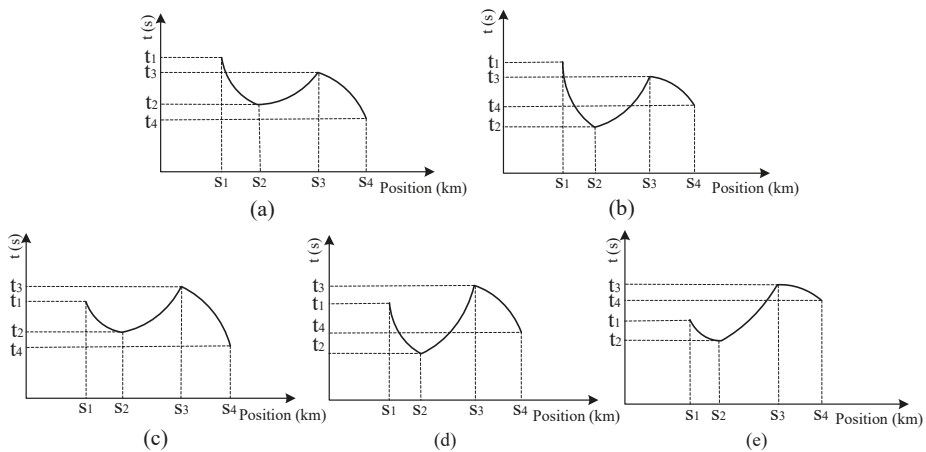 t (s)
t1
t3
t2
t4
S1 S2 S3 S4 Position (km)
(a)
t (s)
t1
t3
t4
t2
S1 S2 S3 S4 Position (km)
(b)
t (s)
t3
t1
t2
t4
S1 S2 S3 S4 Position (km)
(c)
t (s)
t3
t1
t4
t2
S1 S2 S3 S4 Position (km)
(d)
t (s)
t3
t4
t1
t2
S1 S2 S3 S4 Position (km)
(e)